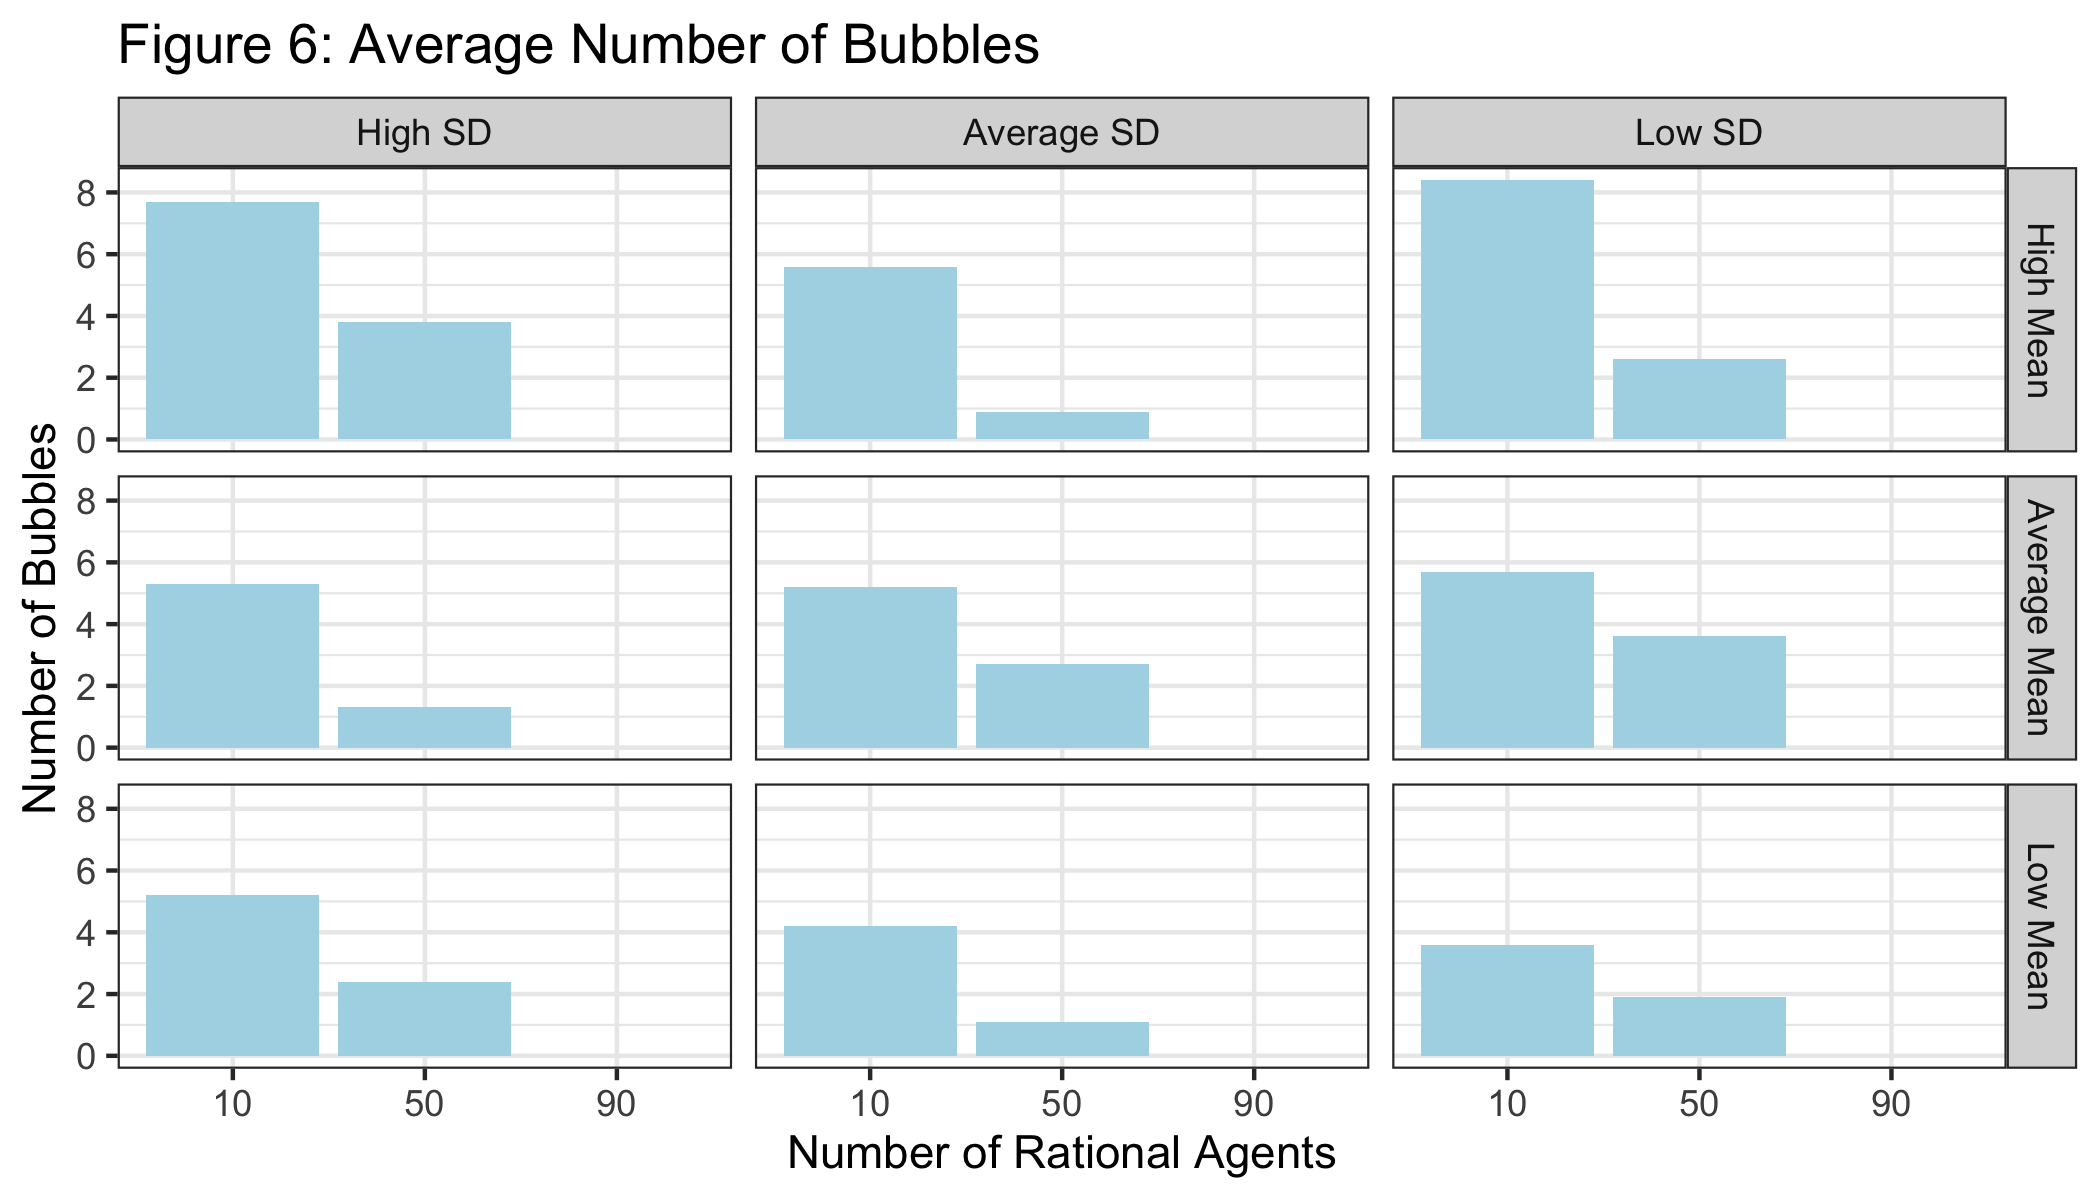 Figure 6: Average Number of Bubbles
High SD
Average SD
Low SD
8
6
4
2
0
High Mean
8
6
4
2
0
Average Mean
8
6
4
2
0
Low Mean
Number of Bubbles
10
50
90
10
50
90
10
50
90
Number of Rational Agents